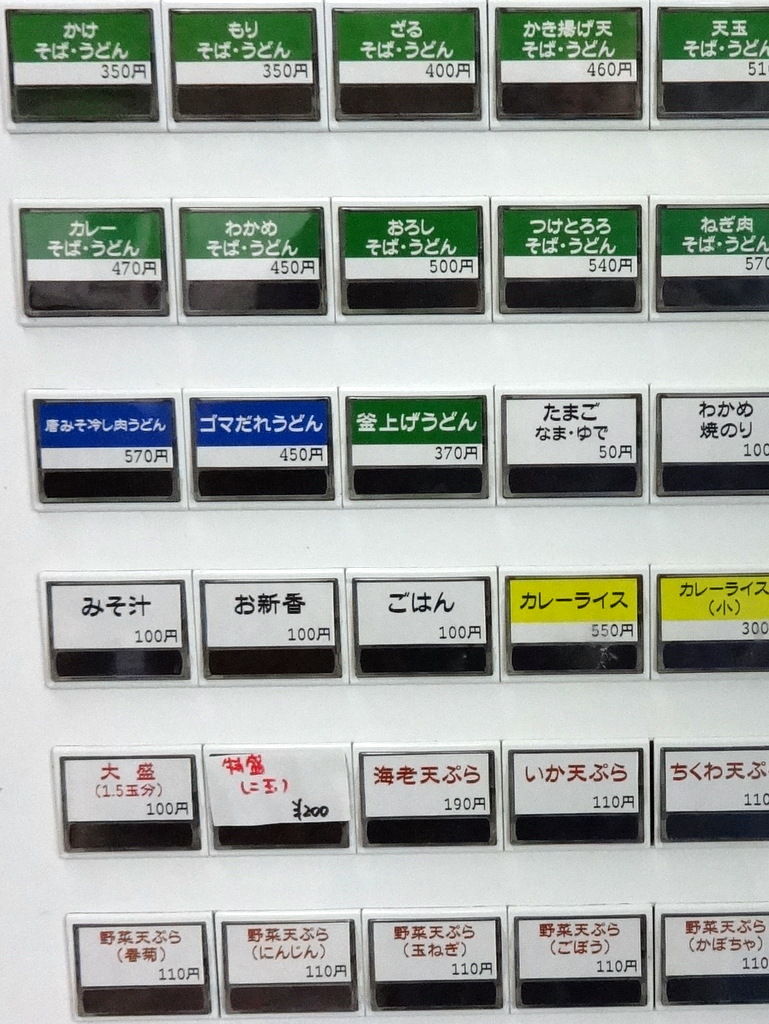 かけ
そば・うどん
350円
もり
そば・うどん
350円
ざる
そば・うどん
400円
かき揚げ天
そば・うどん
460円
天玉
そば・うどん
51
カレー
そば・うどん
470円
わかめ
そば・うどん
450円
おろし
そば・うどん
500円
つけとろろ
そば・うどん
540円
ねぎ肉
そば・うどん
570
唐みそ冷し肉うどん
570円
ゴマだれうどん
450円
釜上げうどん
370円
たまご
なま・ゆで
50円
わかめ
焼のり
100
みそ汁
100円
お新香
100円
ごはん
100円
カレーライス
550円
カレーライス
(小)
300
大盛
(1.5玉分)
100円
特盛
(二玉)
¥200
海老天ぷら
190円
いか天ぷら
110円
ちくわ天ぷ
110
野菜天ぷら
(春菊)
110円
野菜天ぷら
(にんじん)
110円
野菜天ぷら
(玉ねぎ)
110円
野菜天ぷら
(ごぼう)
110円
野菜天ぷら
(かぼちゃ)
110